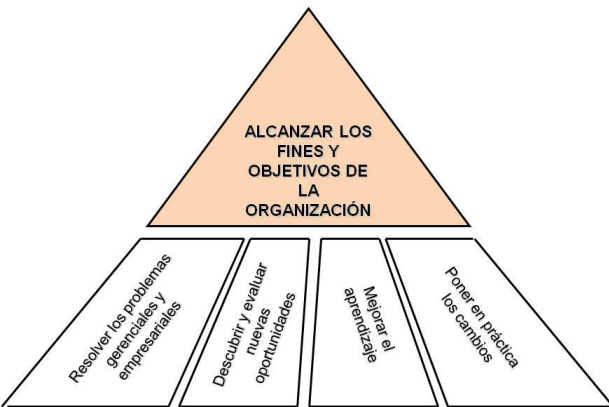 ALCANZAR LOS
FINES Y
OBJETIVOS DE
LA
ORGANIZACIÓN
Resolver los problemas
gerenciales y
empresariales
Descubrir y evaluar
nuevas
oportunidades
Mejorar el
aprendizaje
Poner en práctica
los cambios